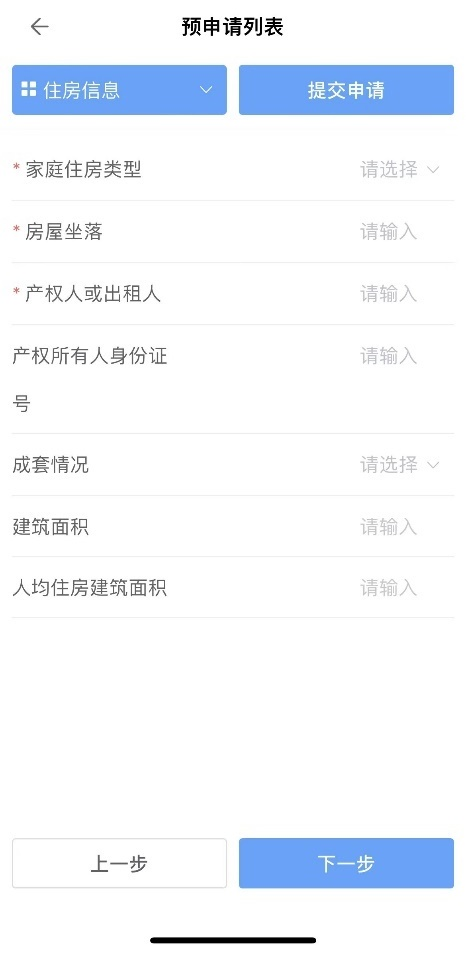 预申请列表
住房信息
提交申请
* 家庭住房类型 请选择
* 房屋坐落 请输入
* 产权人或出租人 请输入
产权所有人身份证 请输入
号
成套情况 请选择
建筑面积 请输入
人均住房建筑面积 请输入
上一步
下一步